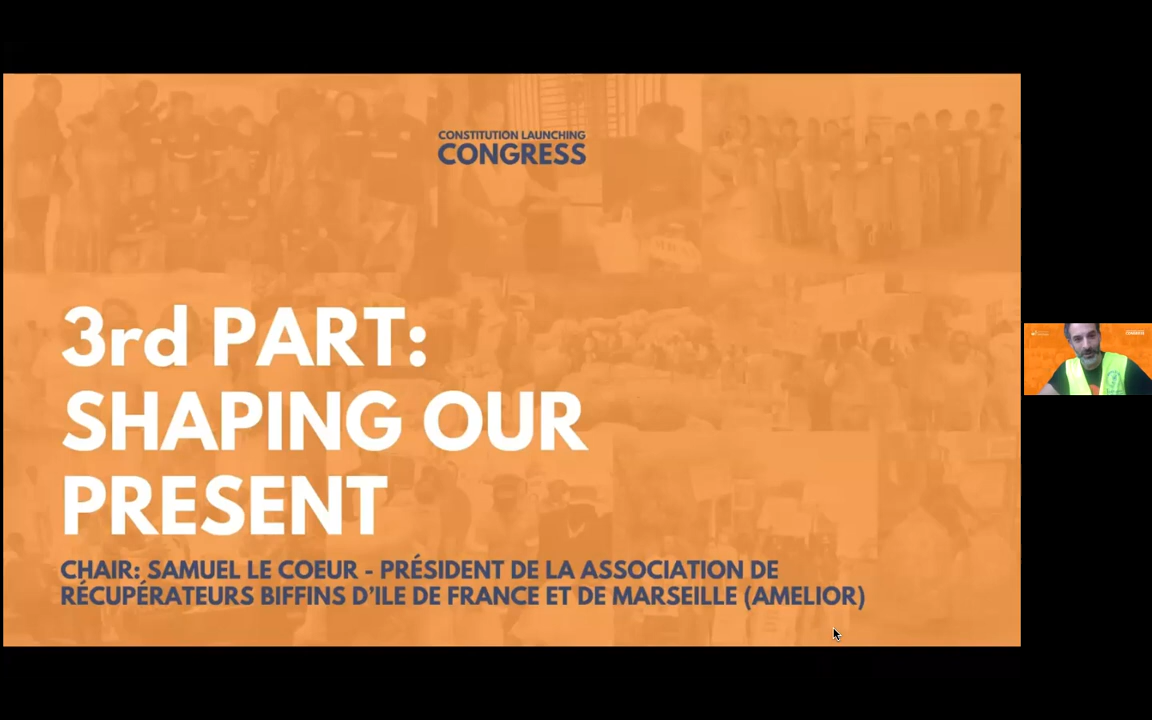 CONSTITUTION LAUNCHING
CONGRESS
3rd PART:
SHAPING OUR
PRESENT
CHAIR: SAMUEL LE COEUR - PRÉSIDENT DE LA ASSOCIATION DE
RÉCUPÉRATEURS BIFFINS D’ILE DE FRANCE ET DE MARSEILLE (AMELIOR)
CONGRESS